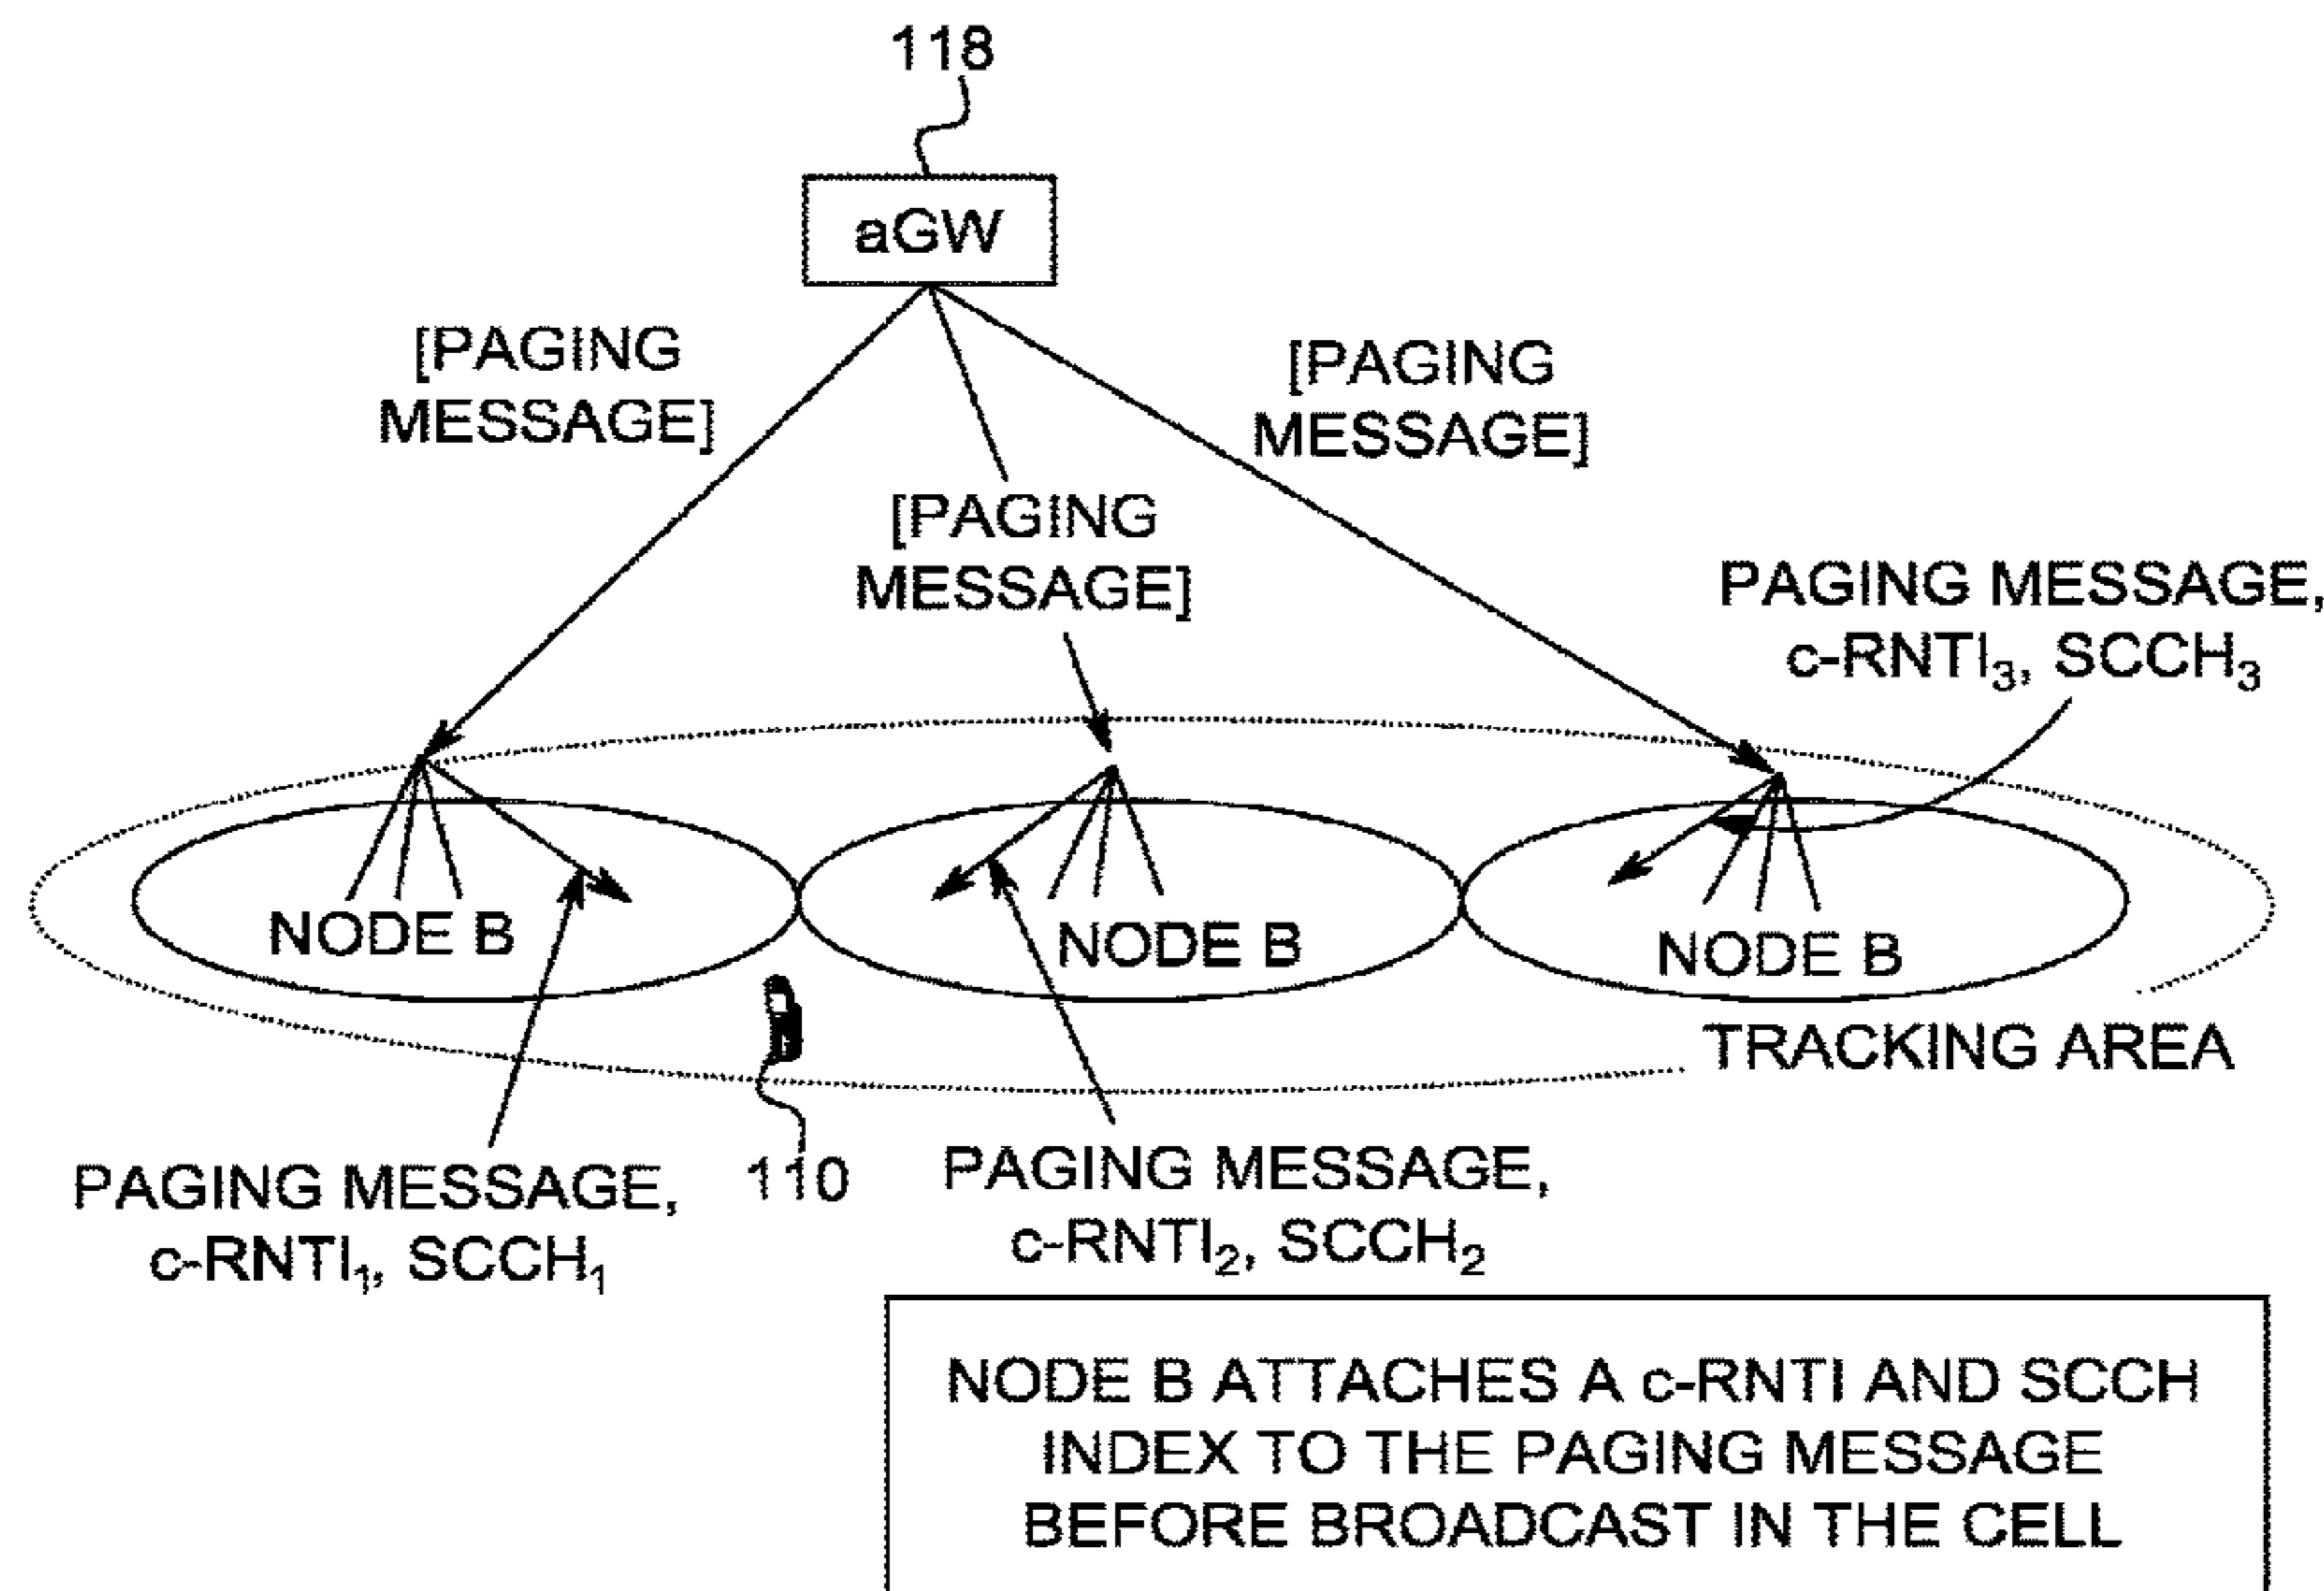 118
aGW
[PAGING
MESSAGE]
[PAGING
MESSAGE]
[PAGING
MESSAGE]
PAGING MESSAGE,
c-RNTI₃, SCCH₃
NODE B
NODE B
NODE B
TRACKING AREA
PAGING MESSAGE,
c-RNTI₁, SCCH₁
110
PAGING MESSAGE,
c-RNTI₂, SCCH₂
NODE B ATTACHES A c-RNTI AND SCCH
INDEX TO THE PAGING MESSAGE
BEFORE BROADCAST IN THE CELL